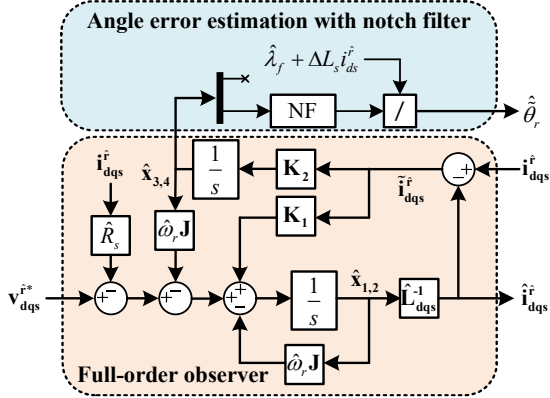 Angle error estimation with notch filter
λ̂_f + ΔL_s i_ds^r̂
NF
/
θ̃̂_r
i_dqs^r̂
x̂_3,4
1/s
K_2
ĩ_dqs^r̂
− +
i_dqs^r̂
R̂_s
ω̂_r J
K_1
v_dqs^r̂*
+ −
+ −
+ + −
1/s
x̂_1,2
L̂_dqs^-1
î_dqs^r̂
ω̂_r J
Full-order observer